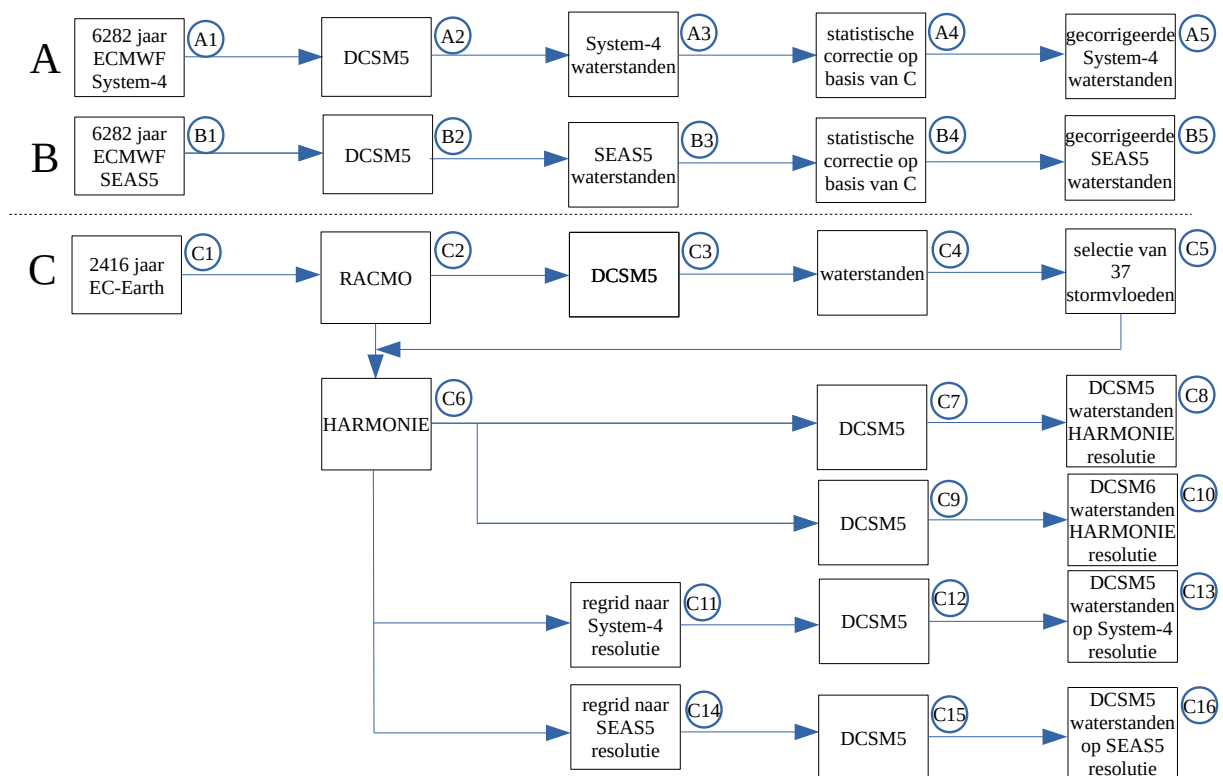 A
6282 jaar
ECMWF
System-4
A1
DCSM5
A2
System-4
waterstanden
A3
statistische
correctie op
basis van C
A4
gecorrigeerde
System-4
waterstanden
A5
B
6282 jaar
ECMWF
SEAS5
B1
DCSM5
B2
SEAS5
waterstanden
B3
statistische
correctie op
basis van C
B4
gecorrigeerde
SEAS5
waterstanden
B5
C
2416 jaar
EC-Earth
C1
RACMO
C2
DCSM5
C3
waterstanden
C4
selectie van
37
stormvloeden
C5
HARMONIE
C6
DCSM5
C7
DCSM5
waterstanden
HARMONIE
resolutie
C8
DCSM5
C9
DCSM6
waterstanden
HARMONIE
resolutie
C10
regrid naar
System-4
resolutie
C11
DCSM5
C12
DCSM5
waterstanden
op System-4
resolutie
C13
regrid naar
SEAS5
resolutie
C14
DCSM5
C15
DCSM5
waterstanden
op SEAS5
resolutie
C16